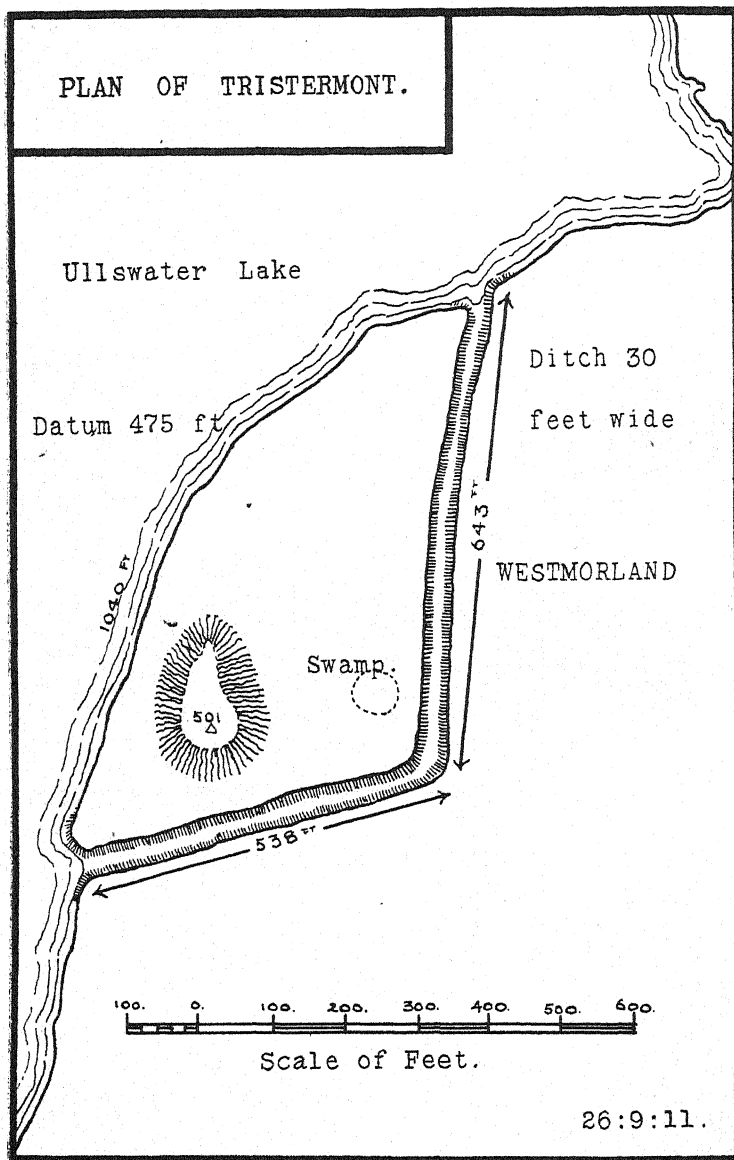 PLAN OF TRISTERMONT.
Ullswater Lake
Ditch 30
feet wide
Datum 475 ft
643 FT
WESTMORLAND
1040 FT
Swamp.
501
538 FT
100. 0. 100. 200. 300. 400. 500. 600.
Scale of Feet.
26:9:11.